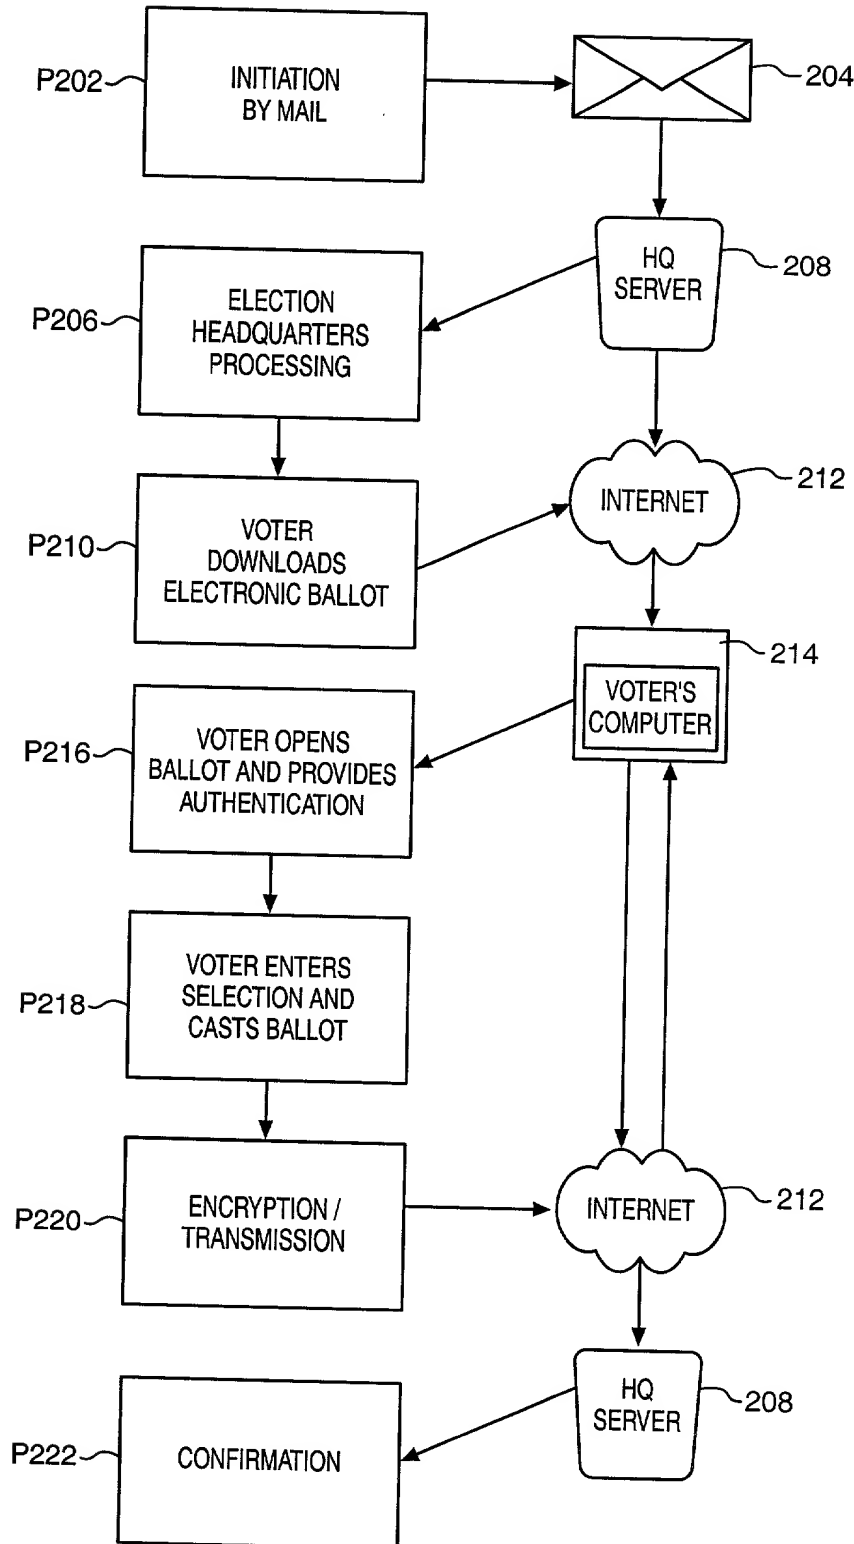 P202
INITIATION
BY MAIL
204
HQ
SERVER
208
P206
ELECTION
HEADQUARTERS
PROCESSING
P210
VOTER
DOWNLOADS
ELECTRONIC BALLOT
INTERNET
212
214
VOTER'S
COMPUTER
P216
VOTER OPENS
BALLOT AND PROVIDES
AUTHENTICATION
P218
VOTER ENTERS
SELECTION AND
CASTS BALLOT
P220
ENCRYPTION /
TRANSMISSION
INTERNET
212
HQ
SERVER
208
P222
CONFIRMATION